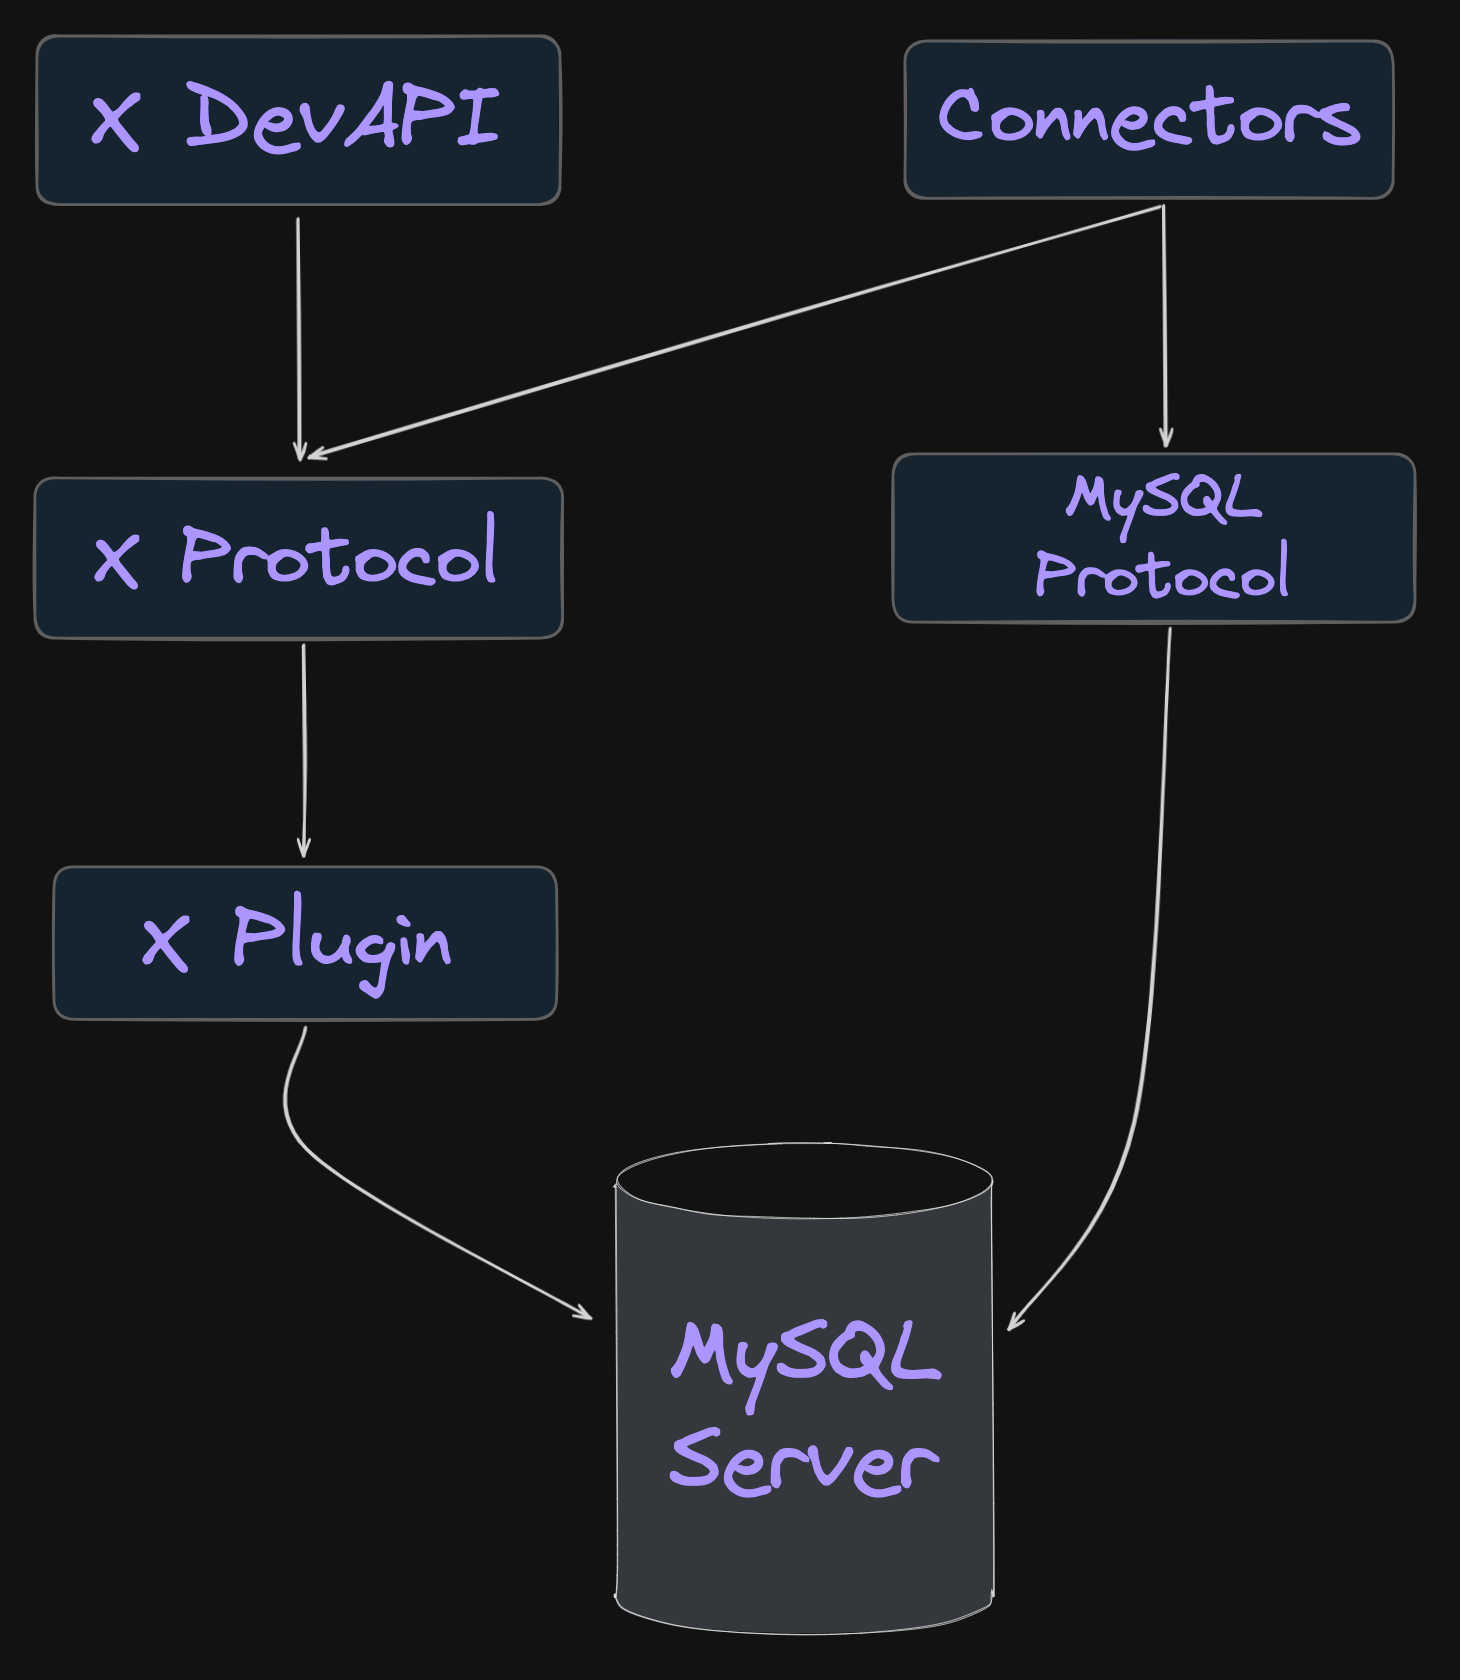 X DevAPI
Connectors
X Protocol
MySQL
Protocol
X Plugin
MySQL
Server